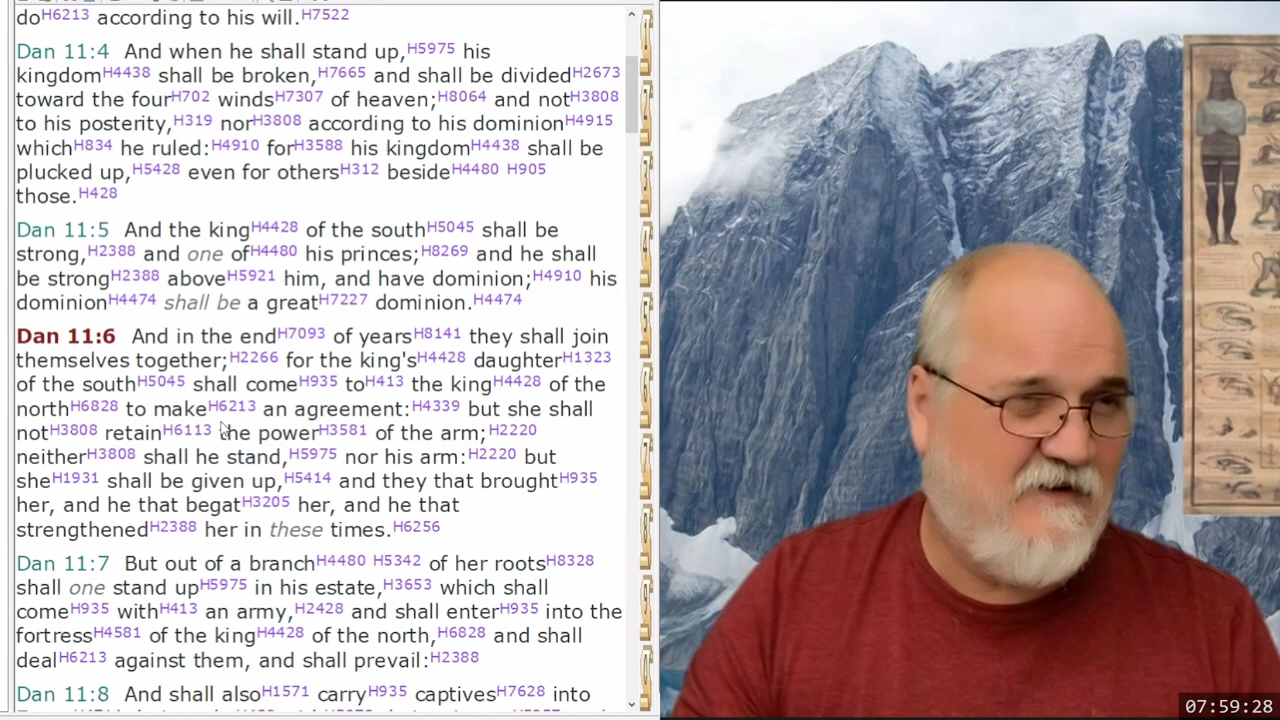 doH6213 according to his will.H7522
Dan 11:4 And when he shall stand up,H5975 his
kingdomH4438 shall be broken,H7665 and shall be dividedH2673
toward the fourH702 windsH7307 of heaven;H8064 and notH3808
to his posterity,H319 norH3808 according to his dominionH4915
whichH834 he ruled:H4910 forH3588 his kingdomH4438 shall be
plucked up,H5428 even for othersH312 besideH4480 H905
those.H428
Dan 11:5 And the kingH4428 of the southH5045 shall be
strong,H2388 and one ofH4480 his princes;H8269 and he shall
be strongH2388 aboveH5921 him, and have dominion;H4910 his
dominionH4474 shall be a greatH7227 dominion.H4474
Dan 11:6 And in the endH7093 of yearsH8141 they shall join
themselves together;H2266 for the king'sH4428 daughterH1323
of the southH5045 shall comeH935 toH413 the kingH4428 of the
northH6828 to makeH6213 an agreement:H4339 but she shall
notH3808 retainH6113 the powerH3581 of the arm;H2220
neitherH3808 shall he stand,H5975 nor his arm:H2220 but
sheH1931 shall be given up,H5414 and they that broughtH935
her, and he that begatH3205 her, and he that
strengthenedH2388 her in these times.H6256
Dan 11:7 But out of a branchH4480 H5342 of her rootsH8328
shall one stand upH5975 in his estate,H3653 which shall
comeH935 withH413 an army,H2428 and shall enterH935 into the
fortressH4581 of the kingH4428 of the north,H6828 and shall
dealH6213 against them, and shall prevail:H2388
Dan 11:8 And shall alsoH1571 carryH935 captivesH7628 into
07:59:28